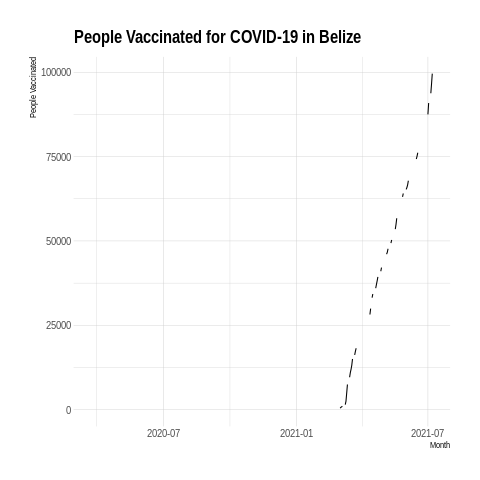 People Vaccinated for COVID-19 in Belize
People Vaccinated
100000
75000
50000
25000
0
2020-07
2021-01
2021-07
Month